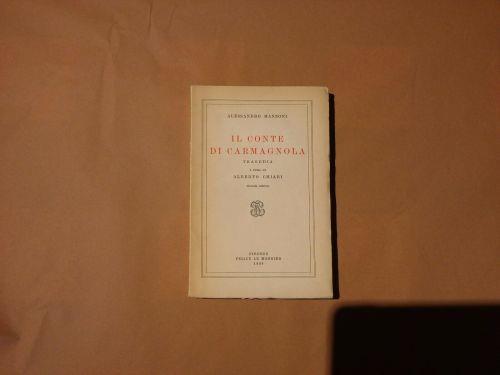 ALESSANDRO MANZONI
IL CONTE
DI CARMAGNOLA
TRAGEDIA
A CURA DI
ALBERTO CHIARI
FIRENZE
FELICE LE MONNIER